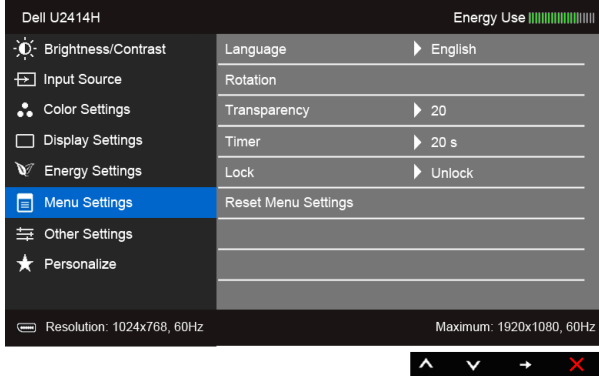 Dell U2414H Energy Use
Brightness/Contrast Language English
Input Source Rotation
Color Settings Transparency 20
Display Settings Timer 20 s
Energy Settings Lock Unlock
Menu Settings Reset Menu Settings
Other Settings
Personalize
Resolution: 1024x768, 60Hz Maximum: 1920x1080, 60Hz